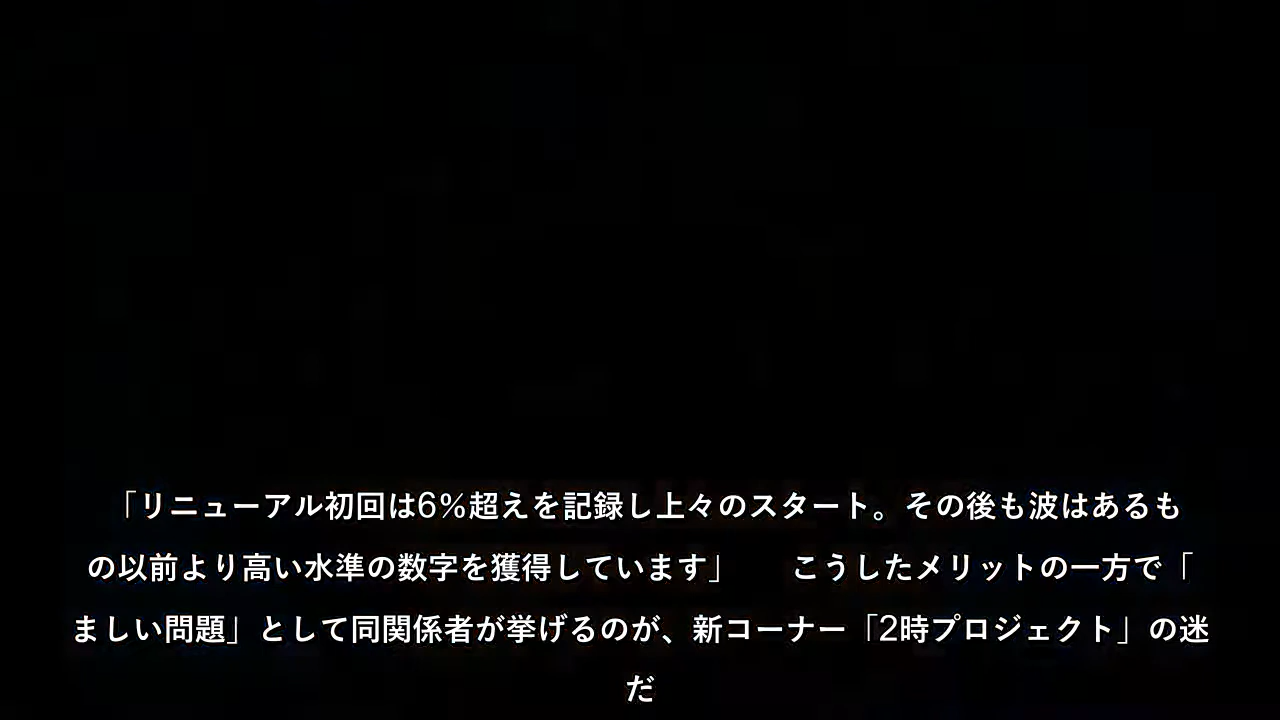 「リニューアル初回は6%超えを記録し上々のスタート。その後も波はあるも
の以前より高い水準の数字を獲得しています」　　こうしたメリットの一方で「
ましい問題」として同関係者が挙げるのが、新コーナー「2時プロジェクト」の迷
だ